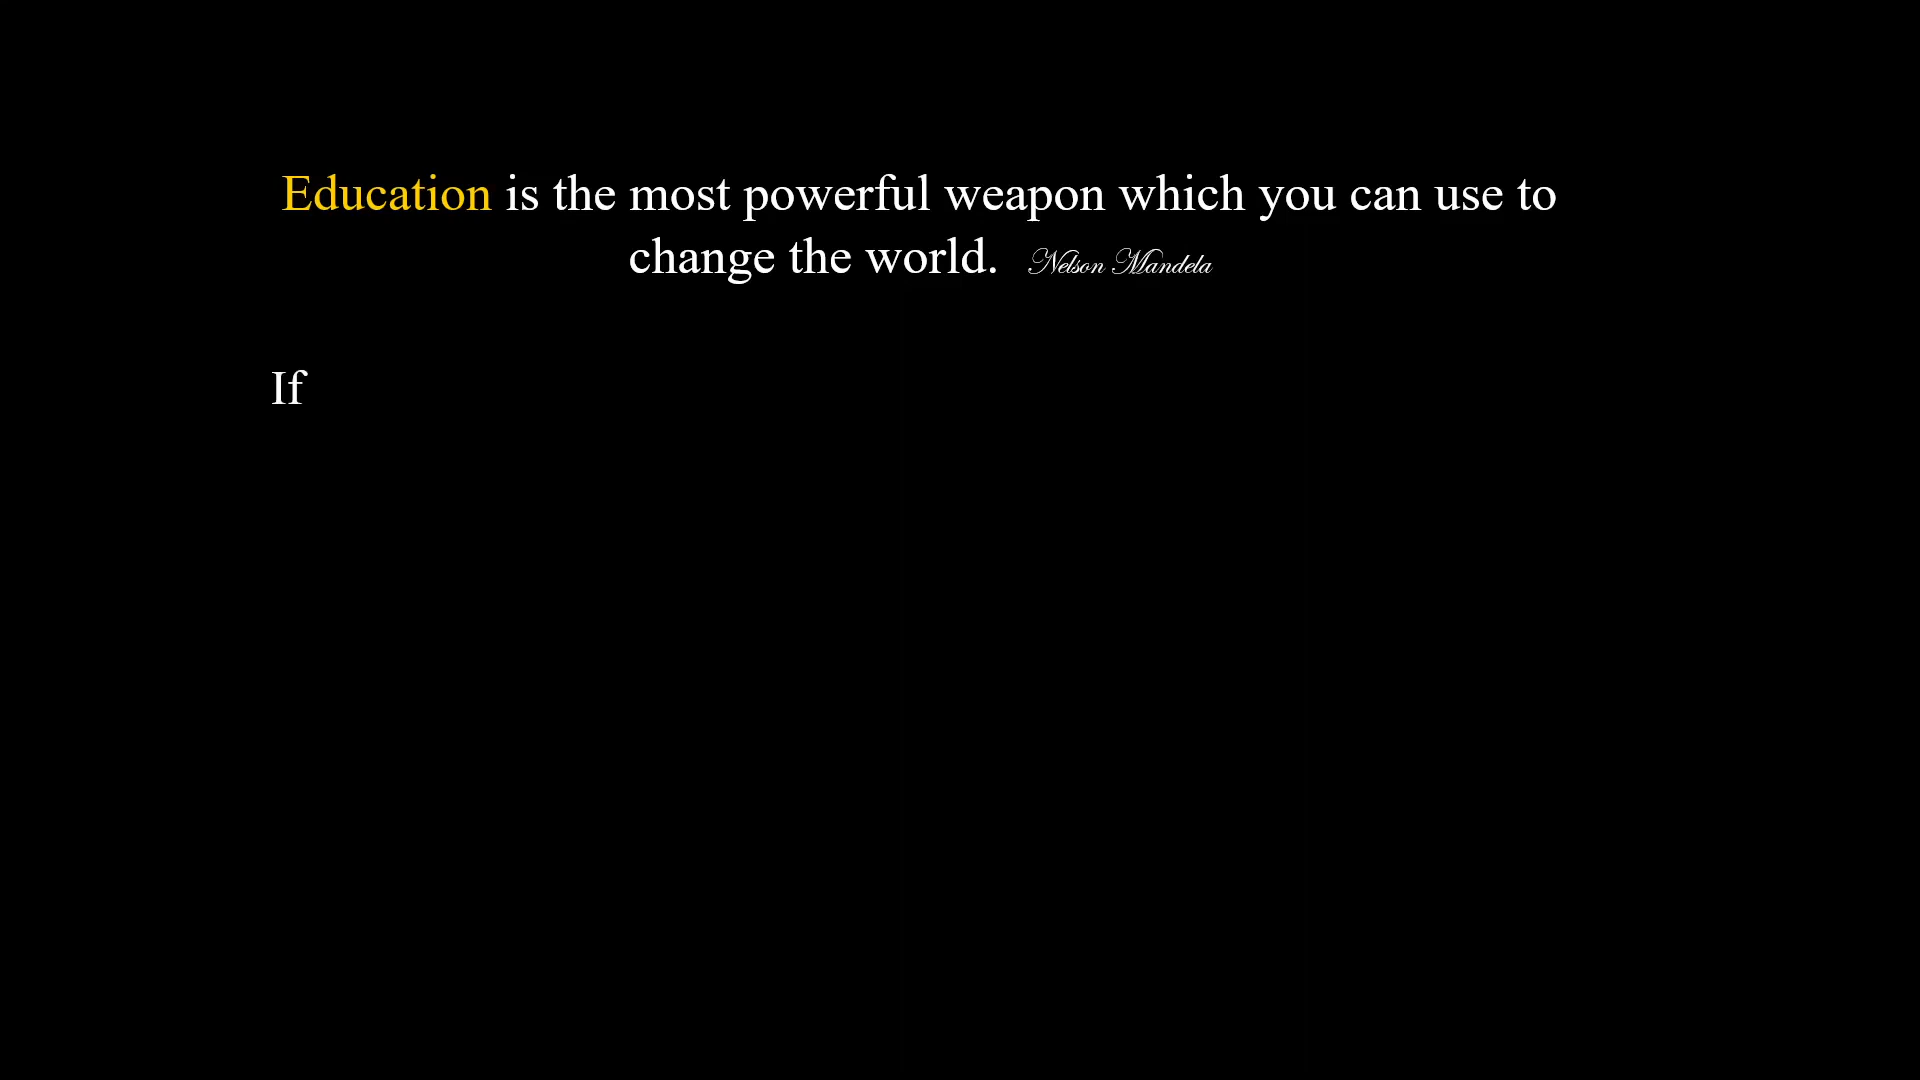 Education is the most powerful weapon which you can use to
change the world. Nelson Mandela
If